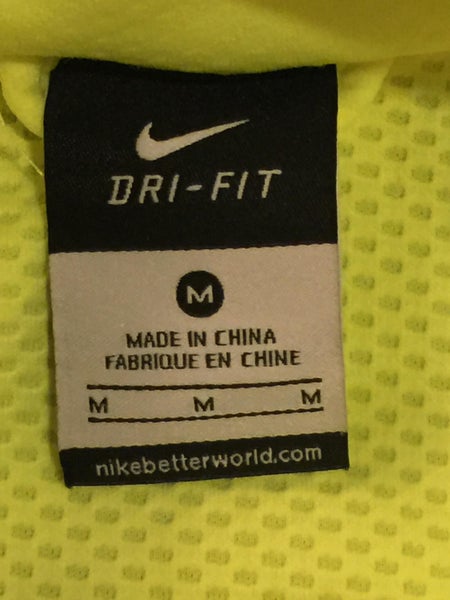 DRI-FIT
M
MADE IN CHINA
FABRIQUE EN CHINE
M M M
nikebetterworld.com